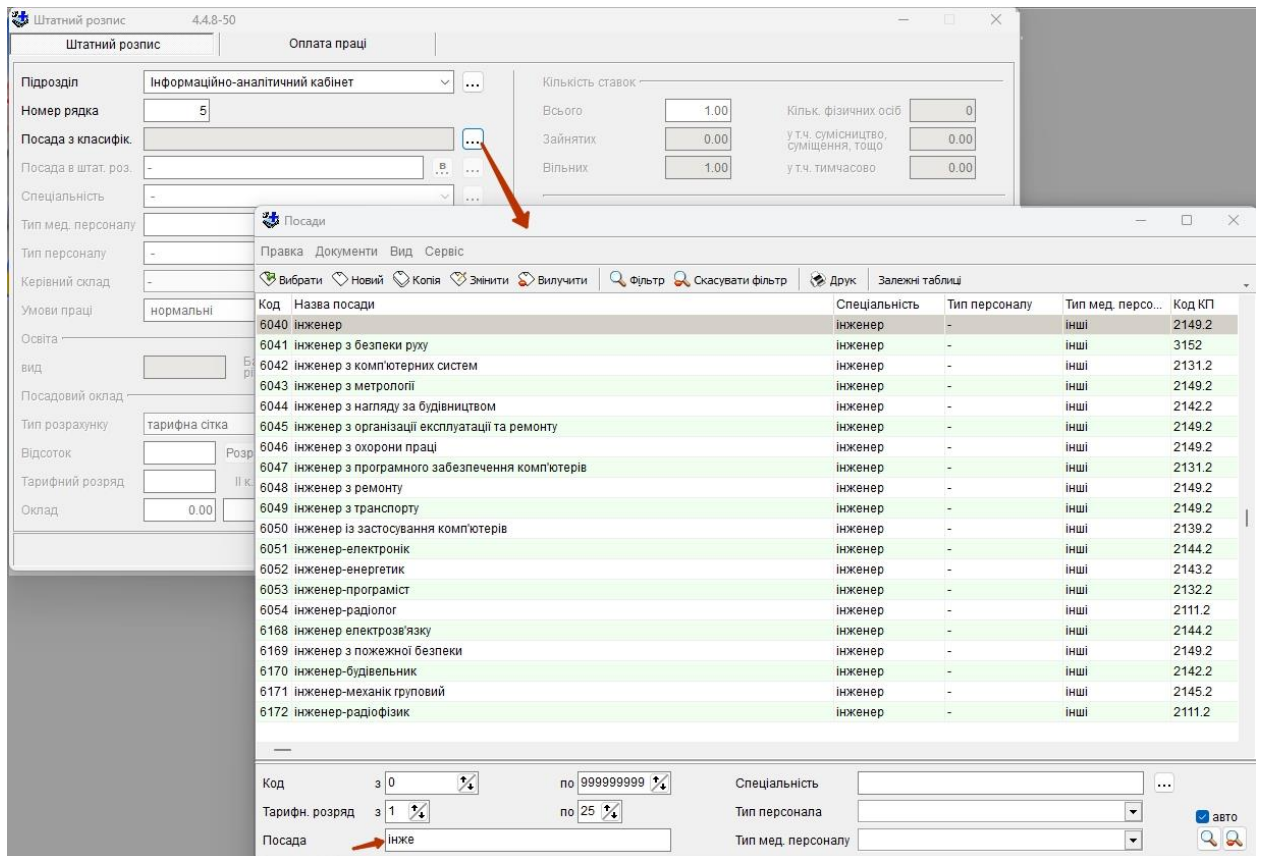 Штатний розпис 4.4.8-50
Штатний розпис Оплата праці
Підрозділ Інформаційно-аналітичний кабінет ... Кількість ставок
Номер рядка 5 Всього 1.00 Кільк. фізичних осіб 0
Посада з класифік. ... Зайнятих 0.00 у т.ч. сумісництво, суміщення, тощо 0.00
Посада в штат. роз. - В ... Вільних 1.00 у т.ч. тимчасово 0.00
Спеціальність - ...
Тип мед. персоналу
Тип персоналу -
Керівний склад -
Умови праці нормальні
Освіта
вид
Посадовий оклад
Тип розрахунку тарифна сітка
Відсоток Розр
Тарифний розряд II к
Оклад 0.00
Посади
Правка Документи Вид Сервіс
Вибрати Новий Копія Змінити Вилучити Фільтр Скасувати фільтр Друк Залежні таблиці
Код Назва посади Спеціальність Тип персоналу Тип мед. персо... Код КП
6040 інженер інженер - інші 2149.2
6041 інженер з безпеки руху інженер - інші 3152
6042 інженер з комп'ютерних систем інженер - інші 2131.2
6043 інженер з метрології інженер - інші 2149.2
6044 інженер з нагляду за будівництвом інженер - інші 2142.2
6045 інженер з організації експлуатації та ремонту інженер - інші 2149.2
6046 інженер з охорони праці інженер - інші 2149.2
6047 інженер з програмного забезпечення комп'ютерів інженер - інші 2131.2
6048 інженер з ремонту інженер - інші 2149.2
6049 інженер з транспорту інженер - інші 2149.2
6050 інженер із застосування комп'ютерів інженер - інші 2139.2
6051 інженер-електронік інженер - інші 2144.2
6052 інженер-енергетик інженер - інші 2143.2
6053 інженер-програміст інженер - інші 2132.2
6054 інженер-радіолог інженер - інші 2111.2
6168 інженер електрозв'язку інженер - інші 2144.2
6169 інженер з пожежної безпеки інженер - інші 2149.2
6170 інженер-будівельник інженер - інші 2142.2
6171 інженер-механік груповий інженер - інші 2145.2
6172 інженер-радіофізик інженер - інші 2111.2
Код з 0 по 999999999 Спеціальність ...
Тарифн. розряд з 1 по 25 Тип персонала авто
Посада інже Тип мед. персоналу